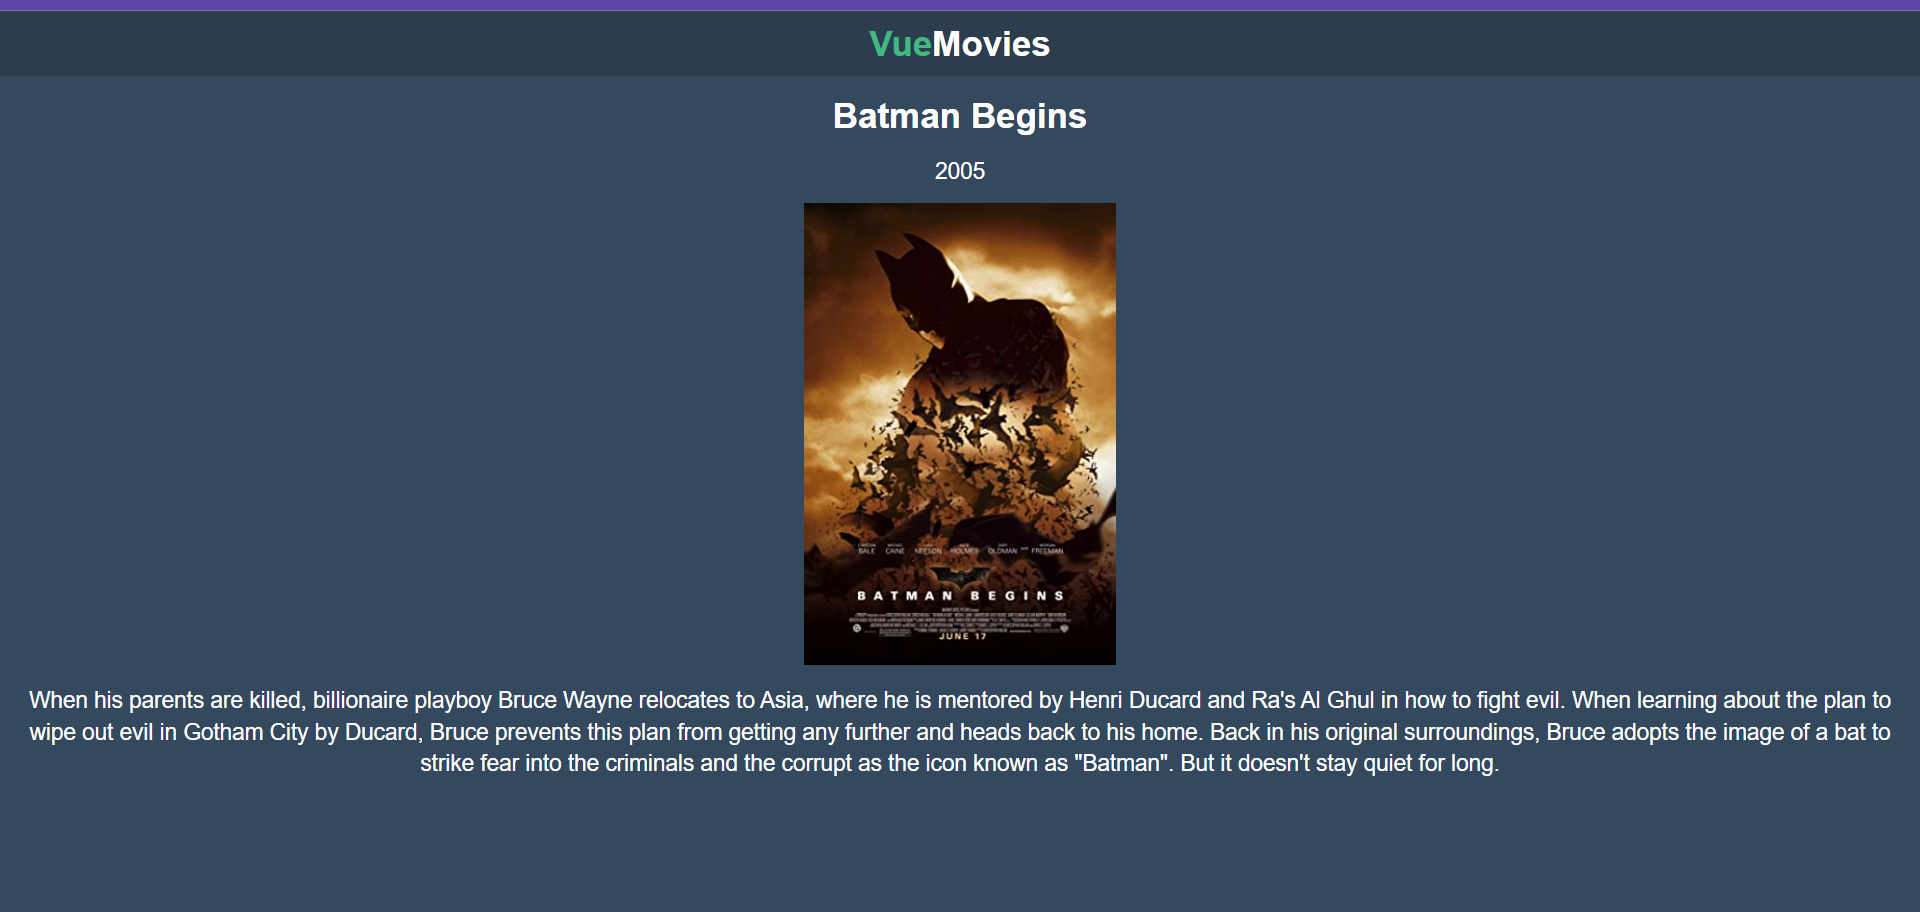 VueMovies
Batman Begins
2005
BALE CAINE NEESON HOLMES OLDMAN AND FREEMAN
BATMAN BEGINS
JUNE 17
When his parents are killed, billionaire playboy Bruce Wayne relocates to Asia, where he is mentored by Henri Ducard and Ra's Al Ghul in how to fight evil. When learning about the plan to
wipe out evil in Gotham City by Ducard, Bruce prevents this plan from getting any further and heads back to his home. Back in his original surroundings, Bruce adopts the image of a bat to
strike fear into the criminals and the corrupt as the icon known as "Batman". But it doesn't stay quiet for long.